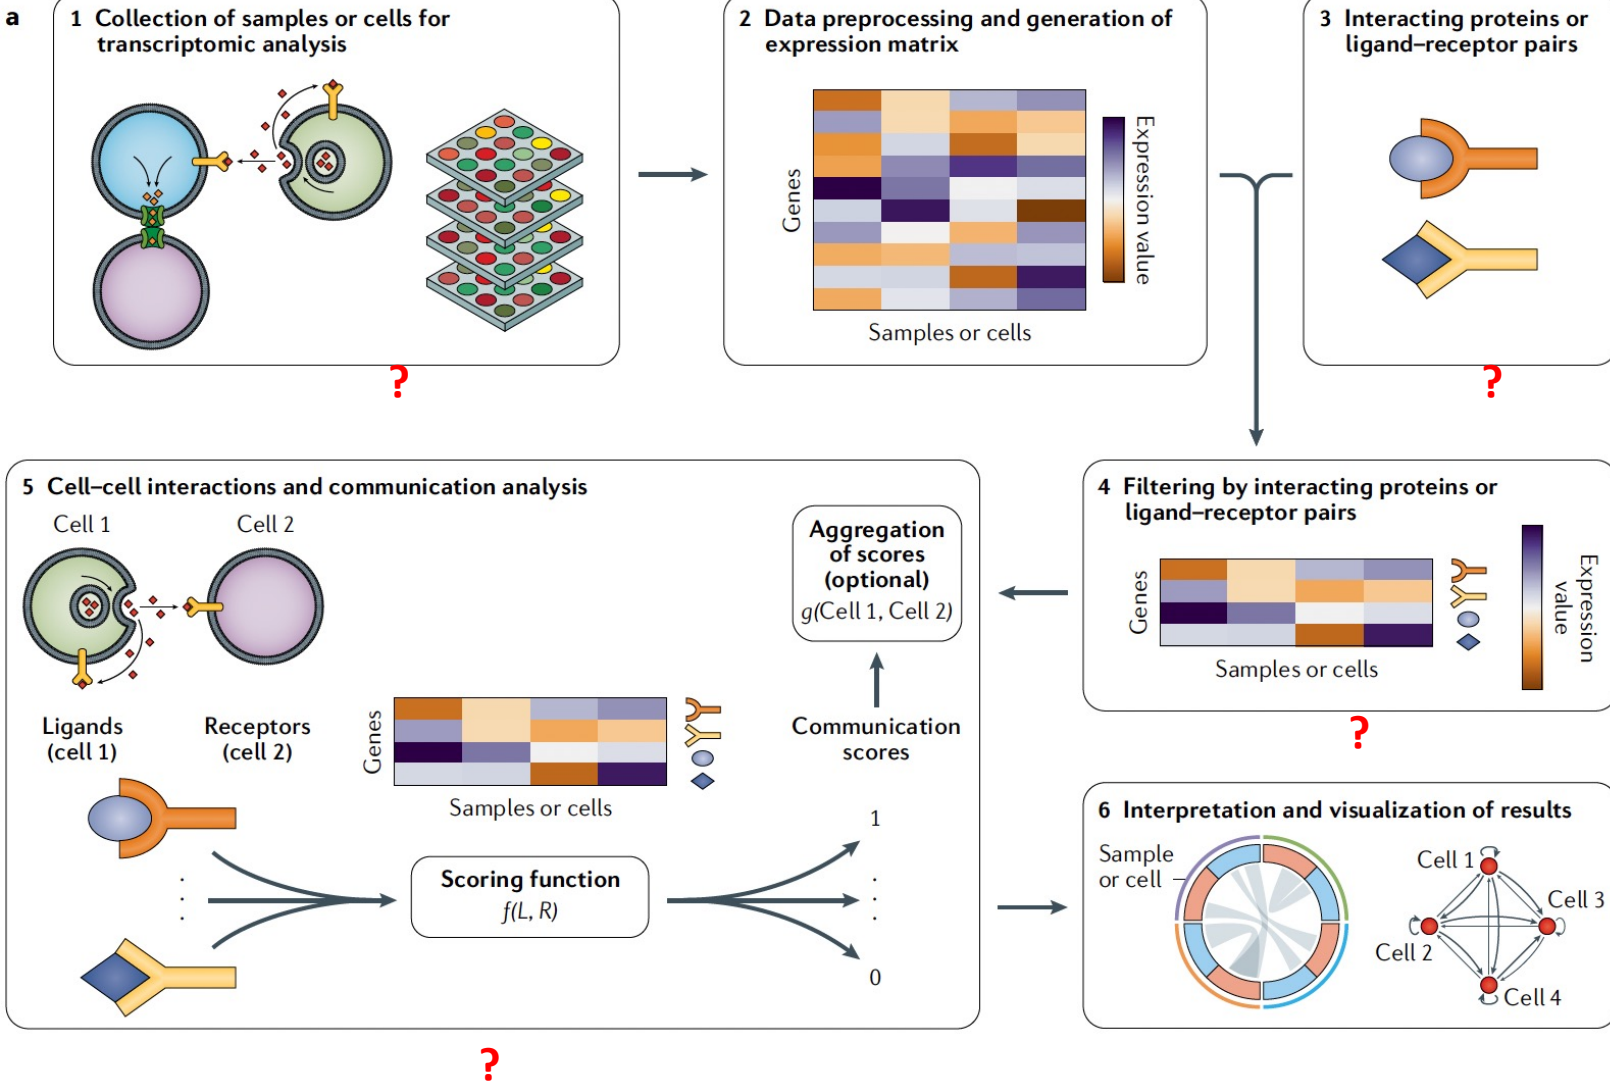 a
1 Collection of samples or cells for
transcriptomic analysis
2 Data preprocessing and generation of
expression matrix
Genes
Expression value
Samples or cells
3 Interacting proteins or
ligand–receptor pairs
?
?
4 Filtering by interacting proteins or
ligand–receptor pairs
Genes
Expression
value
Samples or cells
?
5 Cell–cell interactions and communication analysis
Cell 1
Cell 2
Ligands
(cell 1)
Receptors
(cell 2)
Genes
Samples or cells
Scoring function
f(L, R)
1
0
Communication
scores
Aggregation
of scores
(optional)
g(Cell 1, Cell 2)
?
6 Interpretation and visualization of results
Sample
or cell
Cell 1
Cell 3
Cell 2
Cell 4